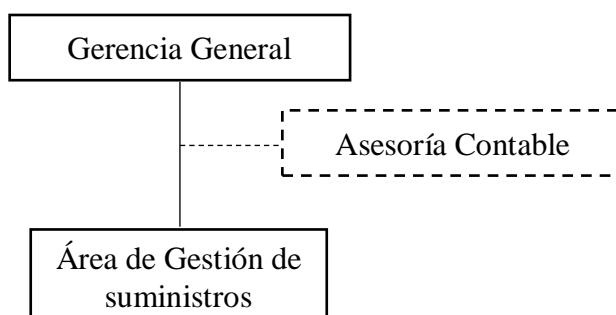 Gerencia General
Asesoría Contable
Área de Gestión de
suministros